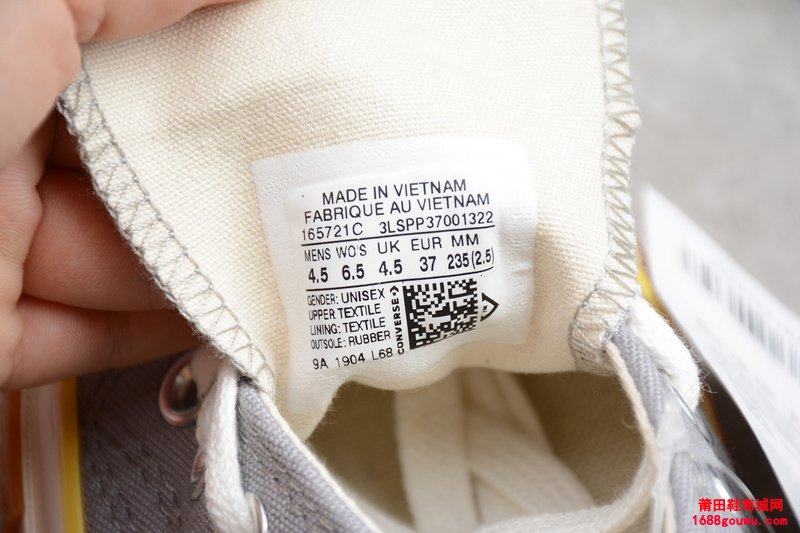 MADE IN VIETNAM
FABRIQUE AU VIETNAM
165721C 3LSPP37001322
MENS WO'S UK EUR MM
4.5 6.5 4.5 37 235(2.5)
GENDER: UNISEX
UPPER:TEXTILE
LINING: TEXTILE
OUTSOLE: RUBBER
CONVERSE
9A 1904 L68
莆田鞋商城网
1688gouwu.com